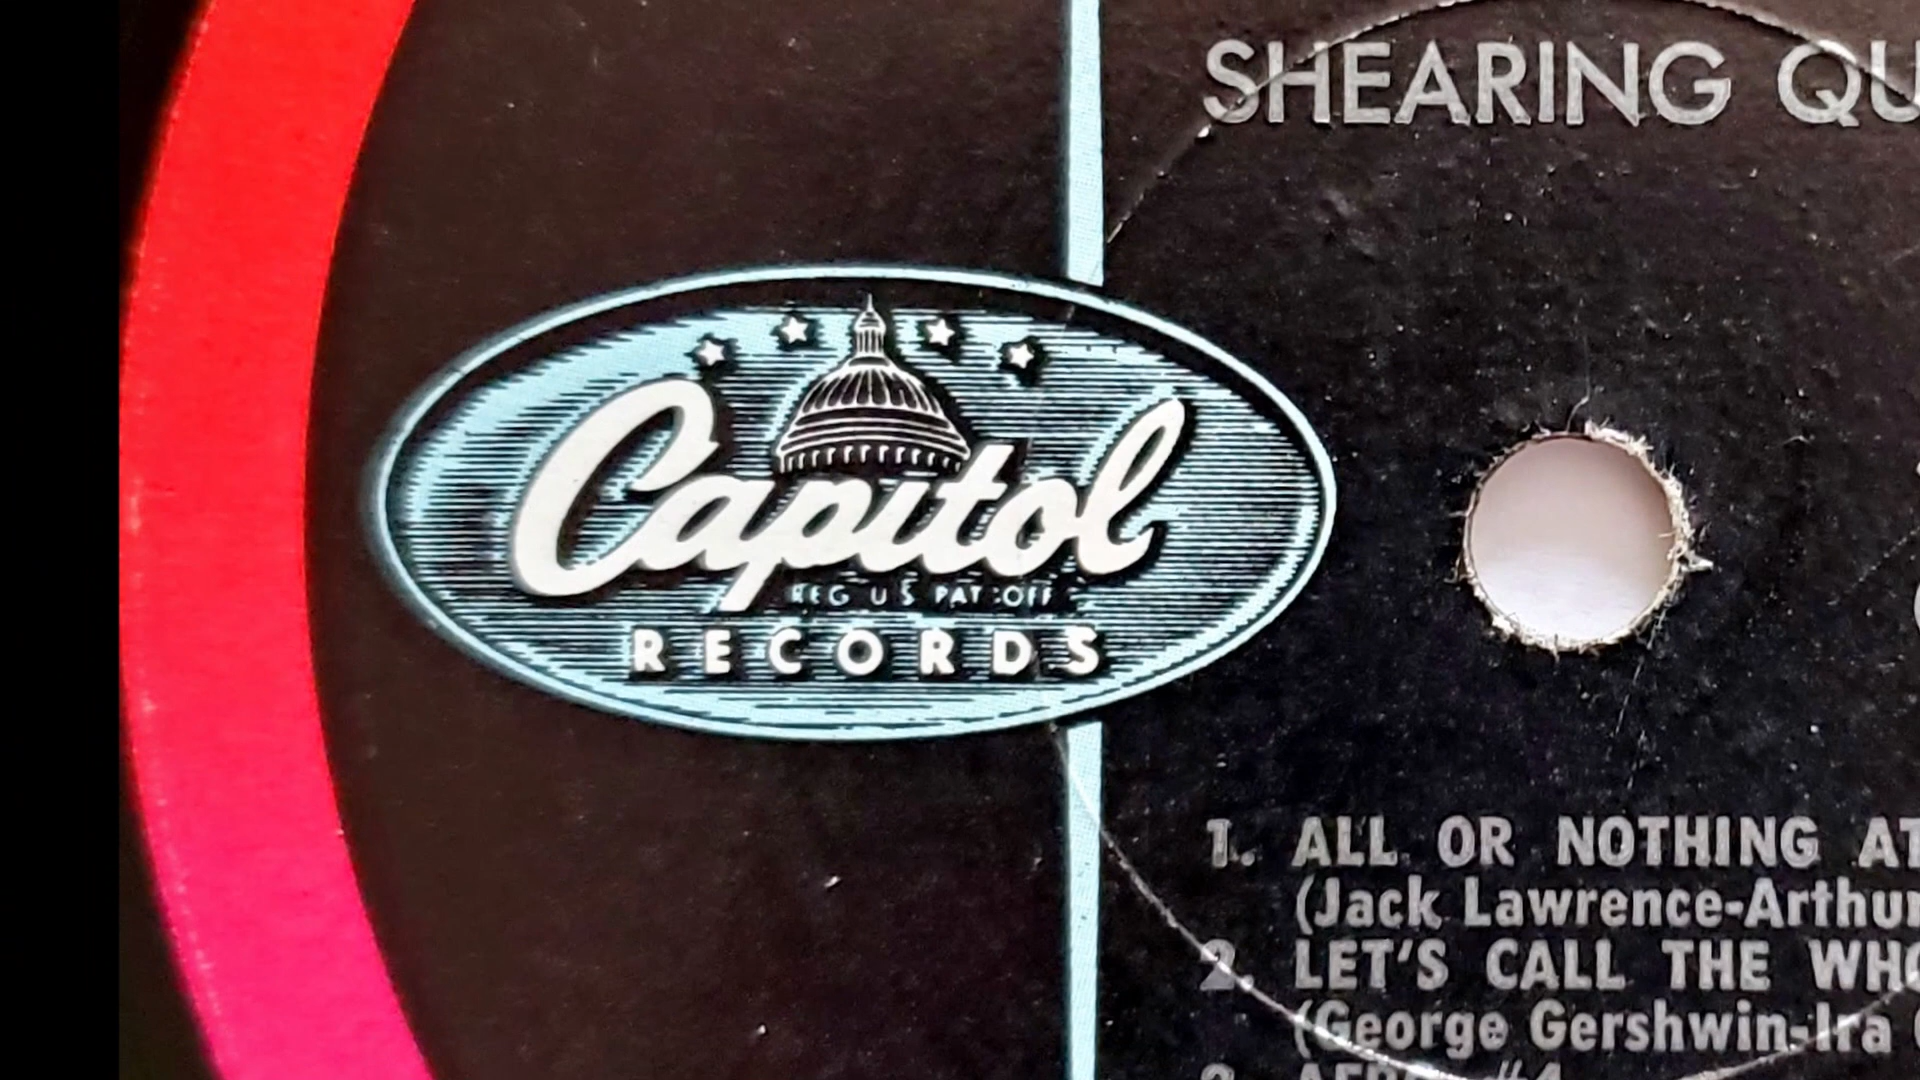 SHEARING QU
Capitol
REG U S PAT OFF
RECORDS
1. ALL OR NOTHING AT
(Jack Lawrence-Arthur
2. LET'S CALL THE WHO
(George Gershwin-Ira
#4